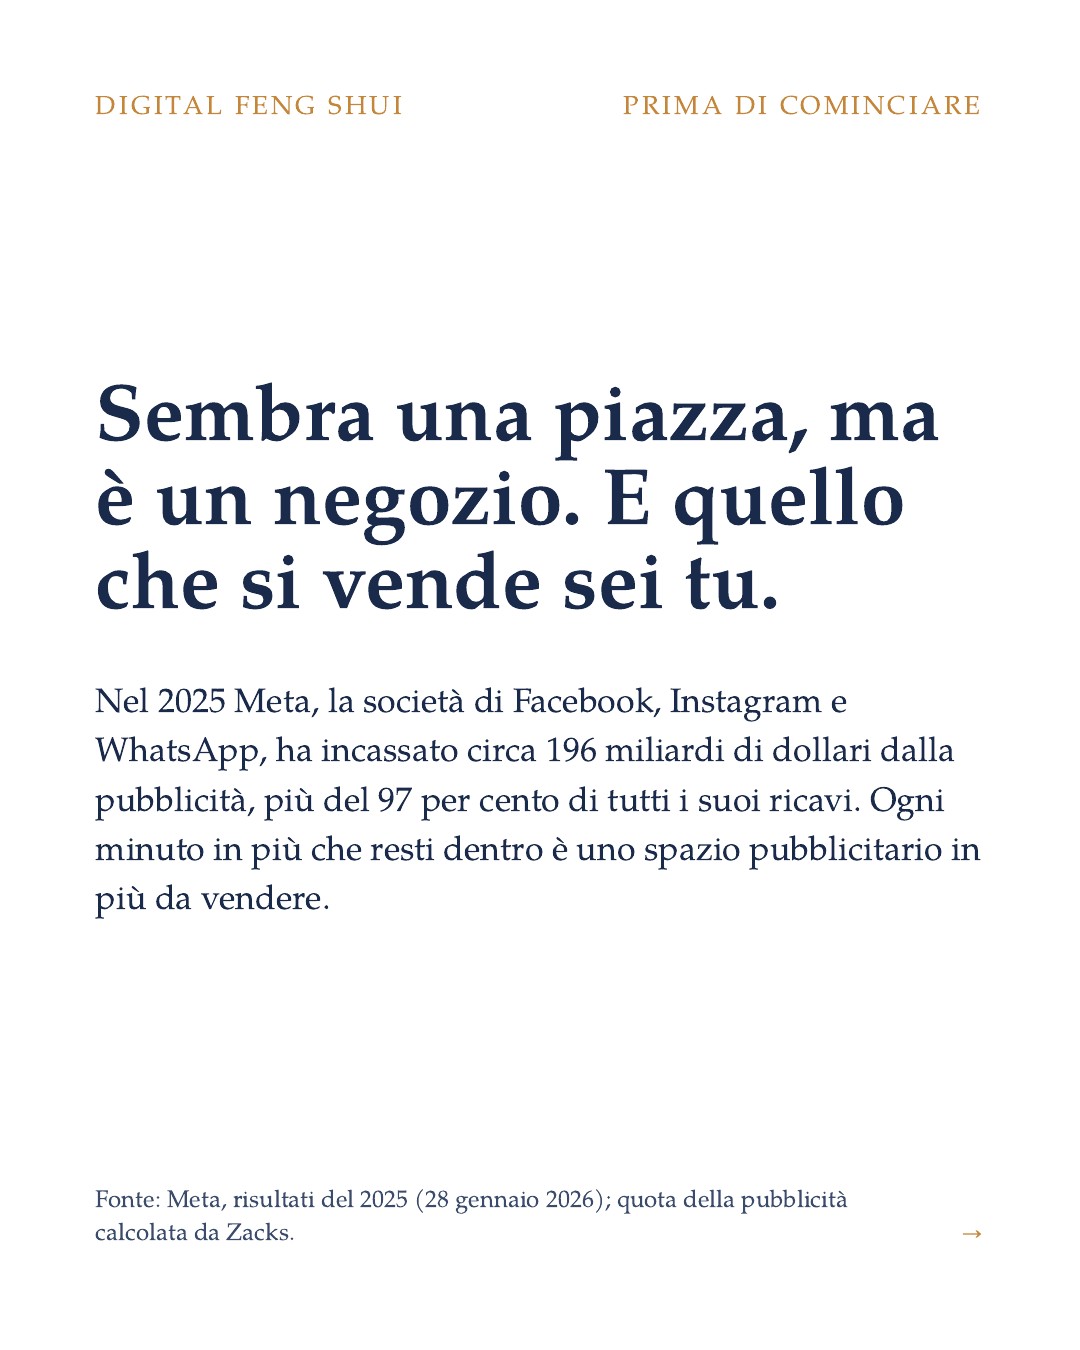 DIGITAL FENG SHUI
PRIMA DI COMINCIARE
Sembra una piazza, ma
è un negozio. E quello
che si vende sei tu.
Nel 2025 Meta, la società di Facebook, Instagram e
WhatsApp, ha incassato circa 196 miliardi di dollari dalla
pubblicità, più del 97 per cento di tutti i suoi ricavi. Ogni
minuto in più che resti dentro è uno spazio pubblicitario in
più da vendere.
Fonte: Meta, risultati del 2025 (28 gennaio 2026); quota della pubblicità
calcolata da Zacks.
→